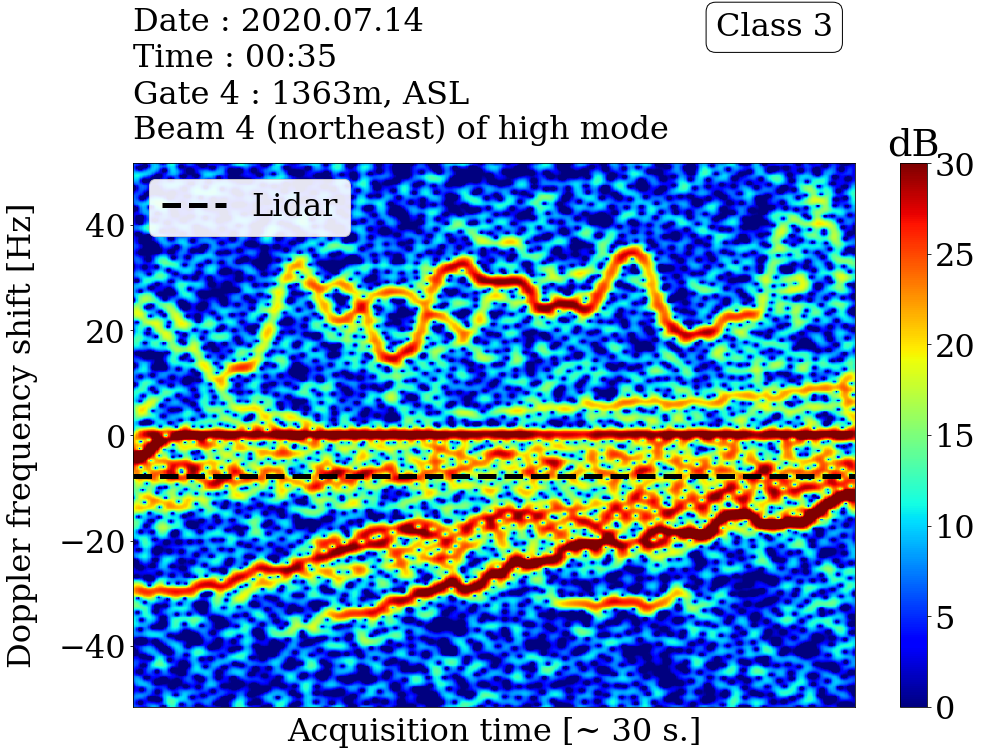 Date : 2020.07.14
Time : 00:35
Gate 4 : 1363m, ASL
Beam 4 (northeast) of high mode
Class 3
dB
Lidar
Doppler frequency shift [Hz]
40
20
0
−20
−40
Acquisition time [~ 30 s.]
30
25
20
15
10
5
0